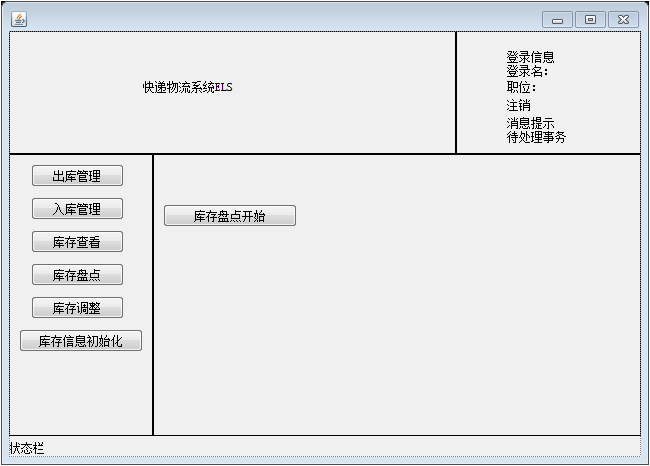 快递物流系统ELS
登录信息
登录名:
职位:
注销
消息提示
待处理事务
出库管理
入库管理
库存查看
库存盘点
库存调整
库存信息初始化
库存盘点开始
状态栏